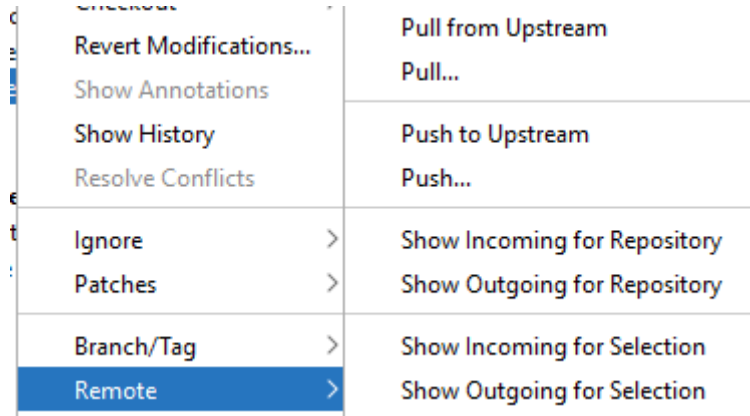 Checkout
Revert Modifications...
Show Annotations
Show History
Resolve Conflicts
Ignore
Patches
Branch/Tag
Remote
Pull from Upstream
Pull...
Push to Upstream
Push...
Show Incoming for Repository
Show Outgoing for Repository
Show Incoming for Selection
Show Outgoing for Selection